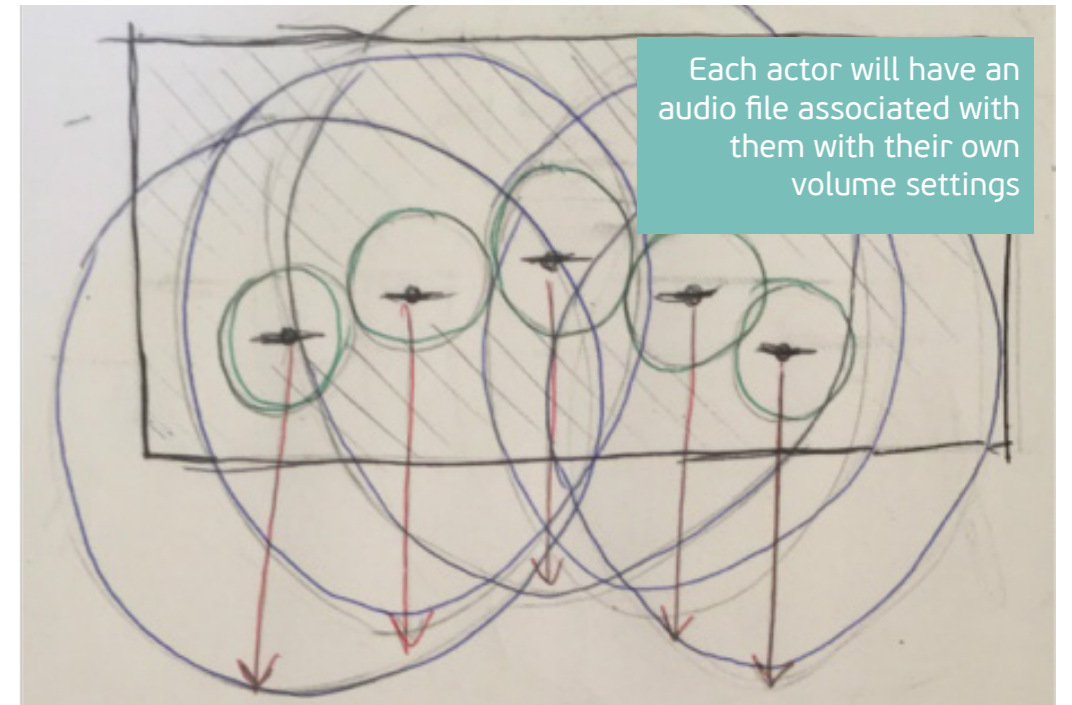 Each actor will have an
audio file associated with
them with their own
volume settings